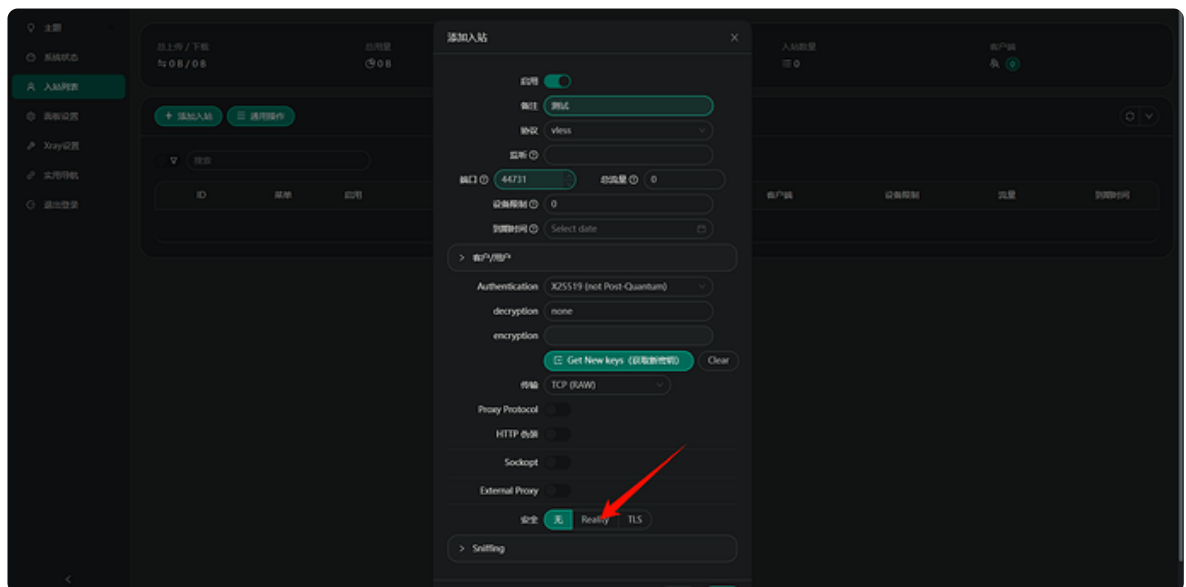 主题
系统状态
入站列表
面板设置
Xray设置
实用导航
退出登录
总上传 / 下载
0 B / 0 B
总用量
0 B
入站数量
0
客户端
0
+ 添加入站
通用操作
搜索
ID
菜单
启用
客户端
设备限制
流量
到期时间
添加入站
启用
备注 测试
协议 vless
监听
端口 44731 总流量 0
设备限制 0
到期时间 Select date
> 客户/用户
Authentication X25519 (not Post-Quantum)
decryption none
encryption
Get New keys（获取新密钥） Clear
传输 TCP (RAW)
Proxy Protocol
HTTP 伪装
Sockopt
External Proxy
安全 无 Reality TLS
> Sniffing